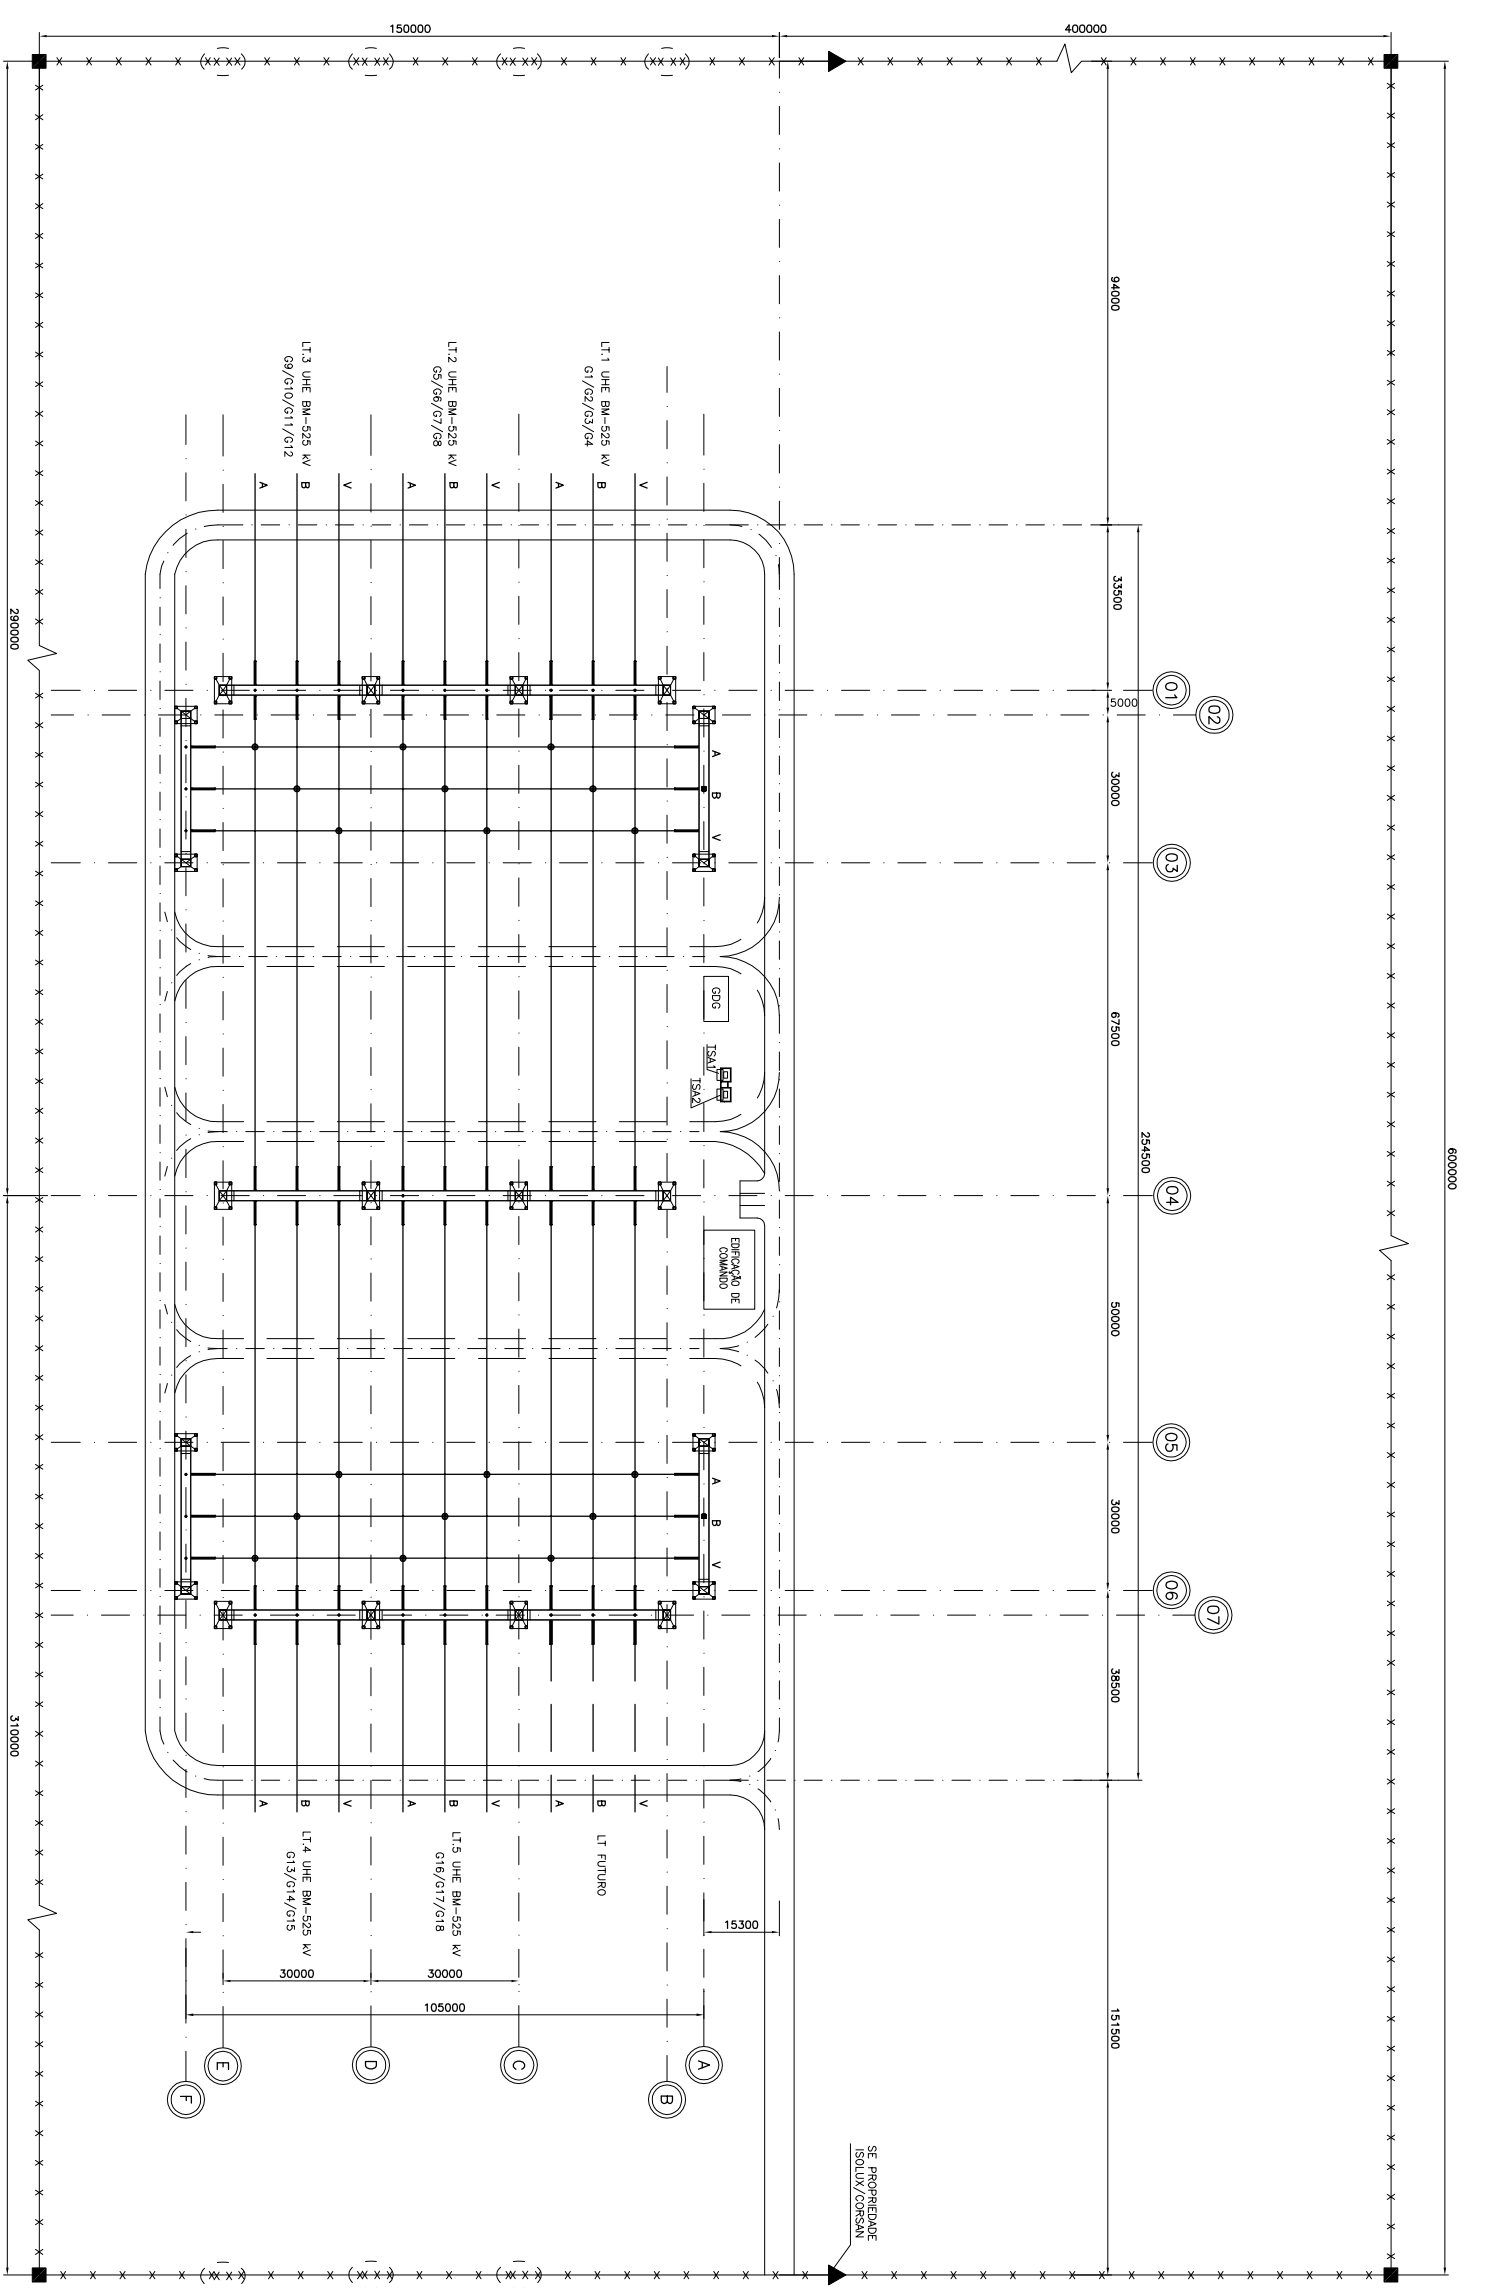 150000
400000
600000
94000
33500
5000
30000
67500
254500
50000
30000
38500
151500
290000
310000
01
02
03
04
05
06
07
LT.3 UHE BM-525 kV
G9/G10/G11/G12
LT.2 UHE BM-525 kV
G5/G6/G7/G8
LT.1 UHE BM-525 kV
G1/G2/G3/G4
A
B
V
A
B
V
A
B
V
A
B
V
GDG
TSA1
TSA2
EDIFICAÇÃO DE
COMANDO
A
B
V
A
B
V
A
B
V
A
B
V
LT.4 UHE BM-525 kV
G13/G14/G15
LT.5 UHE BM-525 kV
G16/G17/G18
LT FUTURO
15300
30000
30000
105000
F
E
D
C
B
A
SE PROPRIEDADE
ISOLUX/CORSAN